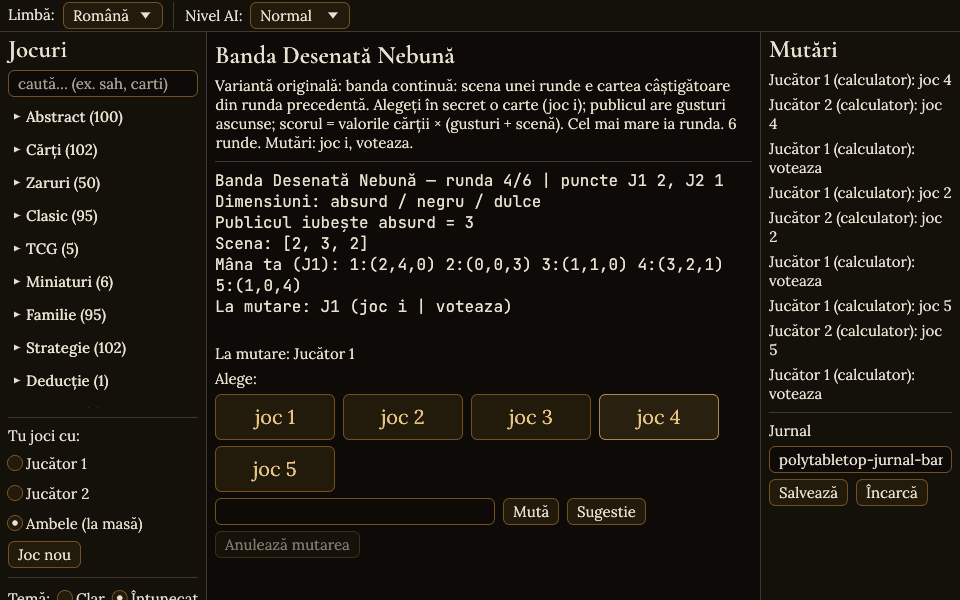 Limbă: Română ▼ Nivel AI: Normal ▼
Jocuri
caută... (ex. sah, carti)
▸ Abstract (100)
▸ Cărți (102)
▸ Zaruri (50)
▸ Clasic (95)
▸ TCG (5)
▸ Miniaturi (6)
▸ Familie (95)
▸ Strategie (102)
▸ Deducție (1)
Tu joci cu:
Jucător 1
Jucător 2
Ambele (la masă)
Joc nou
Temă: Clar Întunecat
Banda Desenată Nebună
Variantă originală: banda continuă: scena unei runde e cartea câștigătoare
din runda precedentă. Alegeți în secret o carte (joc i); publicul are gusturi
ascunse; scorul = valorile cărții × (gusturi + scenă). Cel mai mare ia runda. 6
runde. Mutări: joc i, voteaza.
Banda Desenată Nebună — runda 4/6 | puncte J1 2, J2 1
Dimensiuni: absurd / negru / dulce
Publicul iubește absurd = 3
Scena: [2, 3, 2]
Mâna ta (J1): 1:(2,4,0) 2:(0,0,3) 3:(1,1,0) 4:(3,2,1)
5:(1,0,4)
La mutare: J1 (joc i | voteaza)
La mutare: Jucător 1
Alege:
joc 1 joc 2 joc 3 joc 4
joc 5
Mută Sugestie
Anulează mutarea
Mutări
Jucător 1 (calculator): joc 4
Jucător 2 (calculator): joc
4
Jucător 1 (calculator):
voteaza
Jucător 1 (calculator): joc 2
Jucător 2 (calculator): joc
2
Jucător 1 (calculator):
voteaza
Jucător 1 (calculator): joc 5
Jucător 2 (calculator): joc
5
Jucător 1 (calculator):
voteaza
Jurnal
polytabletop-jurnal-bar
Salvează Încarcă